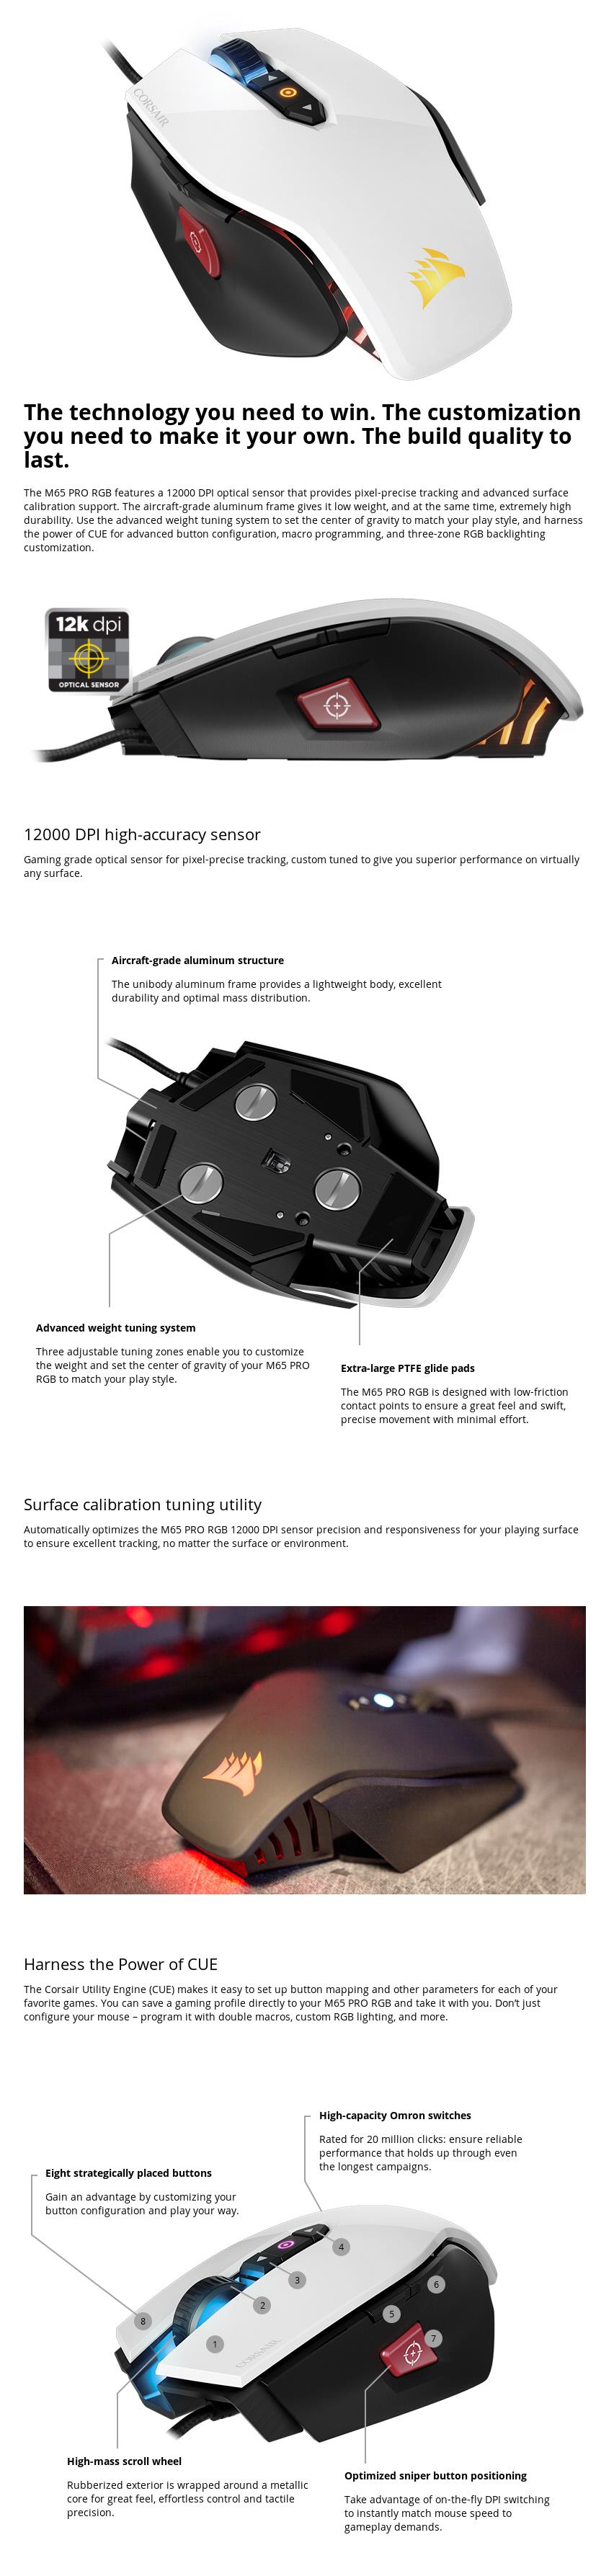 CORSAIR
The technology you need to win. The customization
you need to make it your own. The build quality to
last.
The M65 PRO RGB features a 12000 DPI optical sensor that provides pixel-precise tracking and advanced surface
calibration support. The aircraft-grade aluminum frame gives it low weight, and at the same time, extremely high
durability. Use the advanced weight tuning system to set the center of gravity to match your play style, and harness
the power of CUE for advanced button configuration, macro programming, and three-zone RGB backlighting
customization.
12k dpi
OPTICAL SENSOR
12000 DPI high-accuracy sensor
Gaming grade optical sensor for pixel-precise tracking, custom tuned to give you superior performance on virtually
any surface.
Aircraft-grade aluminum structure
The unibody aluminum frame provides a lightweight body, excellent
durability and optimal mass distribution.
Advanced weight tuning system
Three adjustable tuning zones enable you to customize
the weight and set the center of gravity of your M65 PRO
RGB to match your play style.
Extra-large PTFE glide pads
The M65 PRO RGB is designed with low-friction
contact points to ensure a great feel and swift,
precise movement with minimal effort.
Surface calibration tuning utility
Automatically optimizes the M65 PRO RGB 12000 DPI sensor precision and responsiveness for your playing surface
to ensure excellent tracking, no matter the surface or environment.
Harness the Power of CUE
The Corsair Utility Engine (CUE) makes it easy to set up button mapping and other parameters for each of your
favorite games. You can save a gaming profile directly to your M65 PRO RGB and take it with you. Don't just
configure your mouse – program it with double macros, custom RGB lighting, and more.
High-capacity Omron switches
Rated for 20 million clicks: ensure reliable
performance that holds up through even
the longest campaigns.
Eight strategically placed buttons
Gain an advantage by customizing your
button configuration and play your way.
4
3
6
2
5
8
7
1
CORSAIR
High-mass scroll wheel
Rubberized exterior is wrapped around a metallic
core for great feel, effortless control and tactile
precision.
Optimized sniper button positioning
Take advantage of on-the-fly DPI switching
to instantly match mouse speed to
gameplay demands.